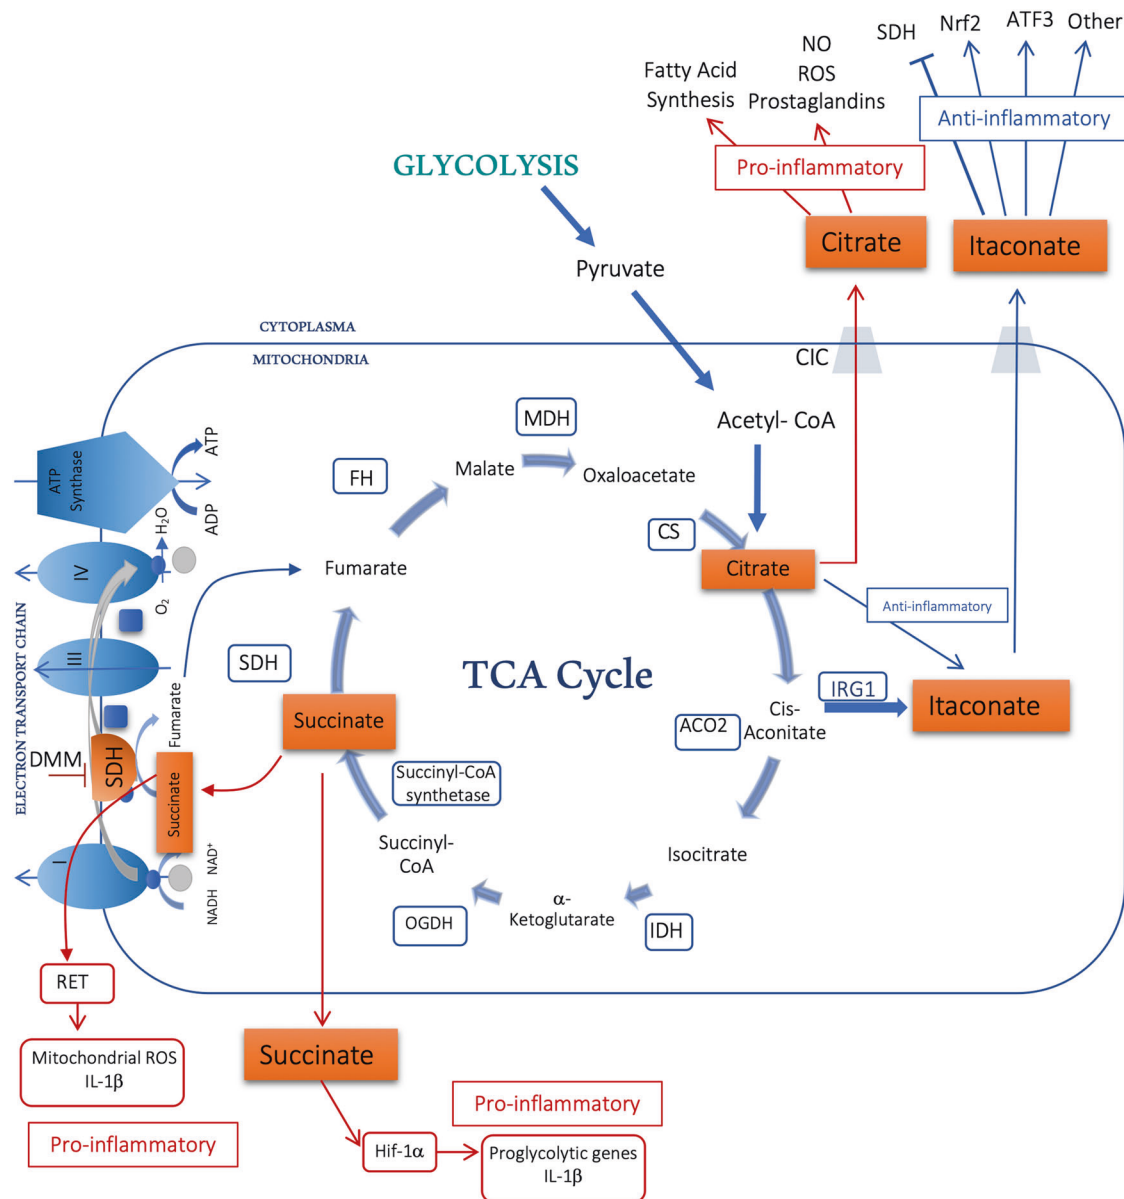 SDH
Nrf2
ATF3
Other
NO
ROS
Prostaglandins
Fatty Acid
Synthesis
Anti-inflammatory
Pro-inflammatory
GLYCOLYSIS
Citrate
Itaconate
Pyruvate
CYTOPLASMA
MITOCHONDRIA
CIC
Acetyl- CoA
MDH
Malate
Oxaloacetate
FH
CS
Citrate
Fumarate
Anti-inflammatory
TCA Cycle
SDH
Succinate
IRG1
Itaconate
Cis-
Aconitate
ACO2
Succinyl-CoA
synthetase
Succinyl-
CoA
Isocitrate
α-
Ketoglutarate
OGDH
IDH
ELECTRON TRANSPORT CHAIN
ATP
Synthase
ATP
ADP
IV
H₂O
O₂
III
Fumarate
DMM
SDH
Succinate
I
NADH
NAD⁺
RET
Mitochondrial ROS
IL-1β
Pro-inflammatory
Succinate
Pro-inflammatory
Hif-1α
Proglycolytic genes
IL-1β